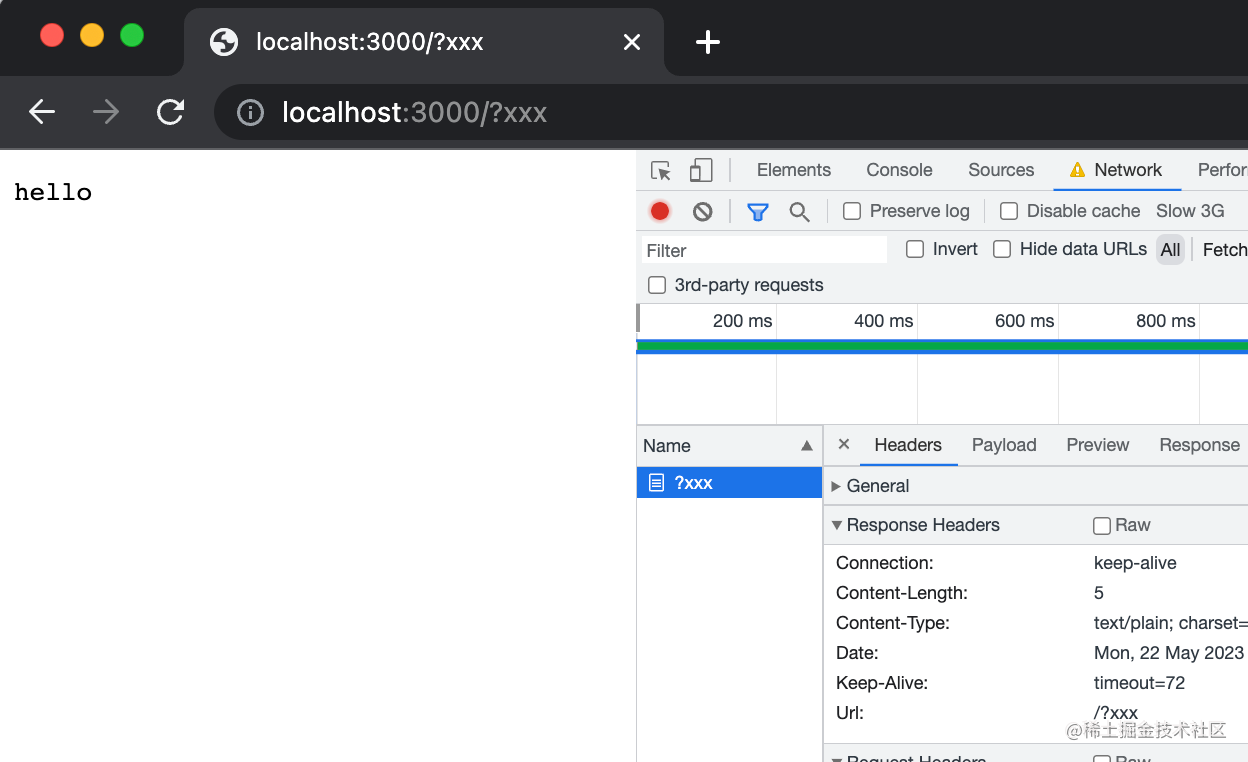 localhost:3000/?xxx
localhost:3000/?xxx
hello
Elements Console Sources Network Perfor
Preserve log Disable cache Slow 3G
Filter Invert Hide data URLs All Fetch
3rd-party requests
200 ms 400 ms 600 ms 800 ms
Name Headers Payload Preview Response
?xxx General
Response Headers Raw
Connection: keep-alive
Content-Length: 5
Content-Type: text/plain; charset=
Date: Mon, 22 May 2023
Keep-Alive: timeout=72
Url: /?xxx
@稀土掘金技术社区
Request Headers Raw